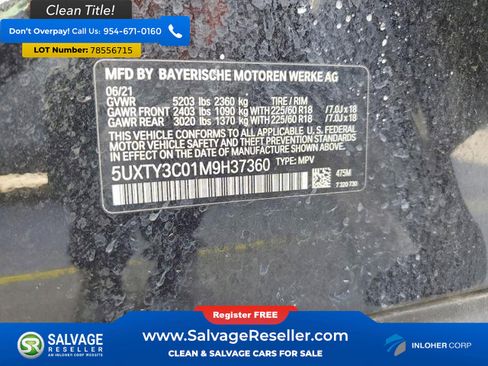 Clean Title!
Don't Overpay! Call us: 954-671-0160
Lot Number: 78556715
MFD BY BAYERISCHE MOTOREN WERKE AG
06/21
GVWR 5203 lbs 2360 kg TIRE / RIM
GAWR FRONT 2403 lbs 1090 kg WITH 225/60 R18 /7.0J x 18
GAWR REAR 3020 lbs 1370 kg WITH 225/60 R18 /7.0J x 18
THIS VEHICLE CONFORMS TO ALL APPLICABLE U. S. FEDERAL
MOTOR VEHICLE SAFETY, BUMPER, AND THEFT PREVENTION
STANDARDS IN EFFECT ON THE DATE OF MANUFACTURE SHOWN ABOVE.
5UXTY3C01M9H37360 TYPE: MPV
475M
7 320 730
Register FREE!
SALVAGE
RESELLER
AN INLOHER CORP WEBSITE
www.SalvageReseller.com
CLEAN & SALVAGE CARS FOR SALE
INLOHER CORP